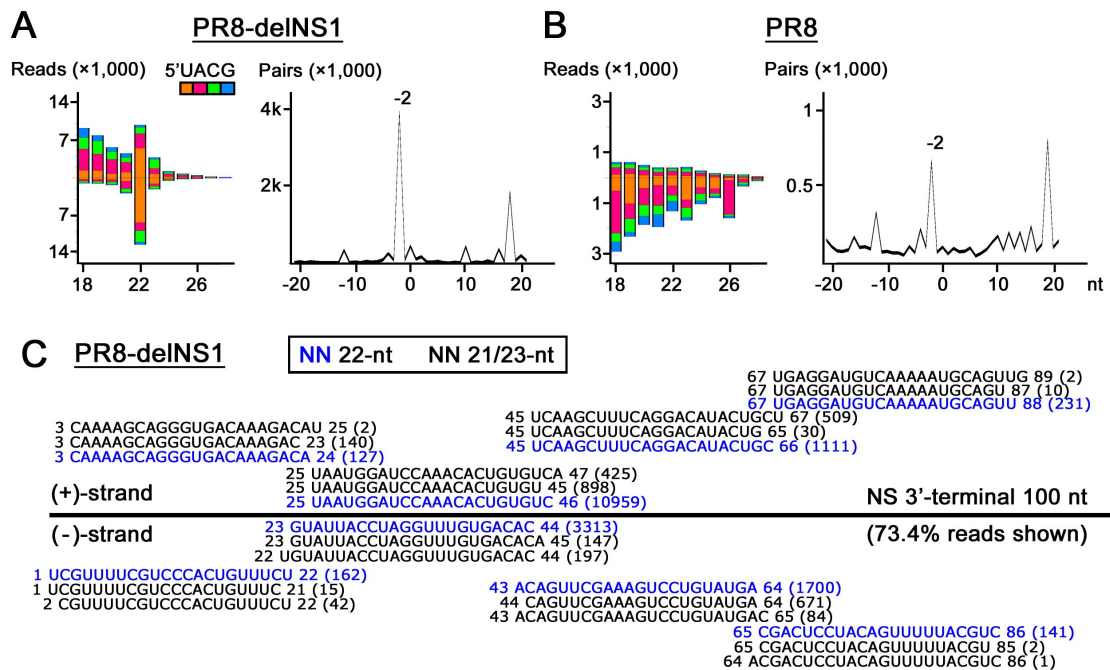 A
PR8-delNS1
Reads (×1,000)
5'UACG
14
7
7
14
18
22
26
Pairs (×1,000)
-2
4k
2k
-20
-10
0
10
20
B
PR8
Reads (×1,000)
3
1
1
3
18
22
26
Pairs (×1,000)
1
-2
0.5
-20
-10
0
10
20
nt
C
PR8-delNS1
NN 22-nt NN 21/23-nt
67 UGAGGAUGUCAAAAAUGCAGUUG 89 (2)
67 UGAGGAUGUCAAAAAUGCAGU 87 (10)
67 UGAGGAUGUCAAAAAUGCAGUU 88 (231)
45 UCAAGCUUUCAGGACAUACUGCU 67 (509)
45 UCAAGCUUUCAGGACAUACUG 65 (30)
45 UCAAGCUUUCAGGACAUACUGC 66 (1111)
3 CAAAAGCAGGGUGACAAAGACAU 25 (2)
3 CAAAAGCAGGGUGACAAAGAC 23 (140)
3 CAAAAGCAGGGUGACAAAGACA 24 (127)
25 UAAUGGAUCCAAACACUGUGUCA 47 (425)
25 UAAUGGAUCCAAACACUGUGU 45 (898)
25 UAAUGGAUCCAAACACUGUGUC 46 (10959)
(+)-strand
NS 3'-terminal 100 nt
(-)-strand
(73.4% reads shown)
23 GUAUUACCUAGGUUUGUGACAC 44 (3313)
23 GUAUUACCUAGGUUUGUGACACA 45 (147)
22 UGUAUUACCUAGGUUUGUGACAC 44 (197)
1 UCGUUUUCGUCCCACUGUUUCU 22 (162)
1 UCGUUUUCGUCCCACUGUUUC 21 (15)
2 CGUUUUCGUCCCACUGUUUCU 22 (42)
43 ACAGUUCGAAAGUCCUGUAUGA 64 (1700)
44 CAGUUCGAAAGUCCUGUAUGA 64 (671)
43 ACAGUUCGAAAGUCCUGUAUGAC 65 (84)
65 CGACUCCUACAGUUUUUACGUC 86 (141)
65 CGACUCCUACAGUUUUUACGU 85 (2)
64 ACGACUCCUACAGUUUUUACGUC 86 (1)